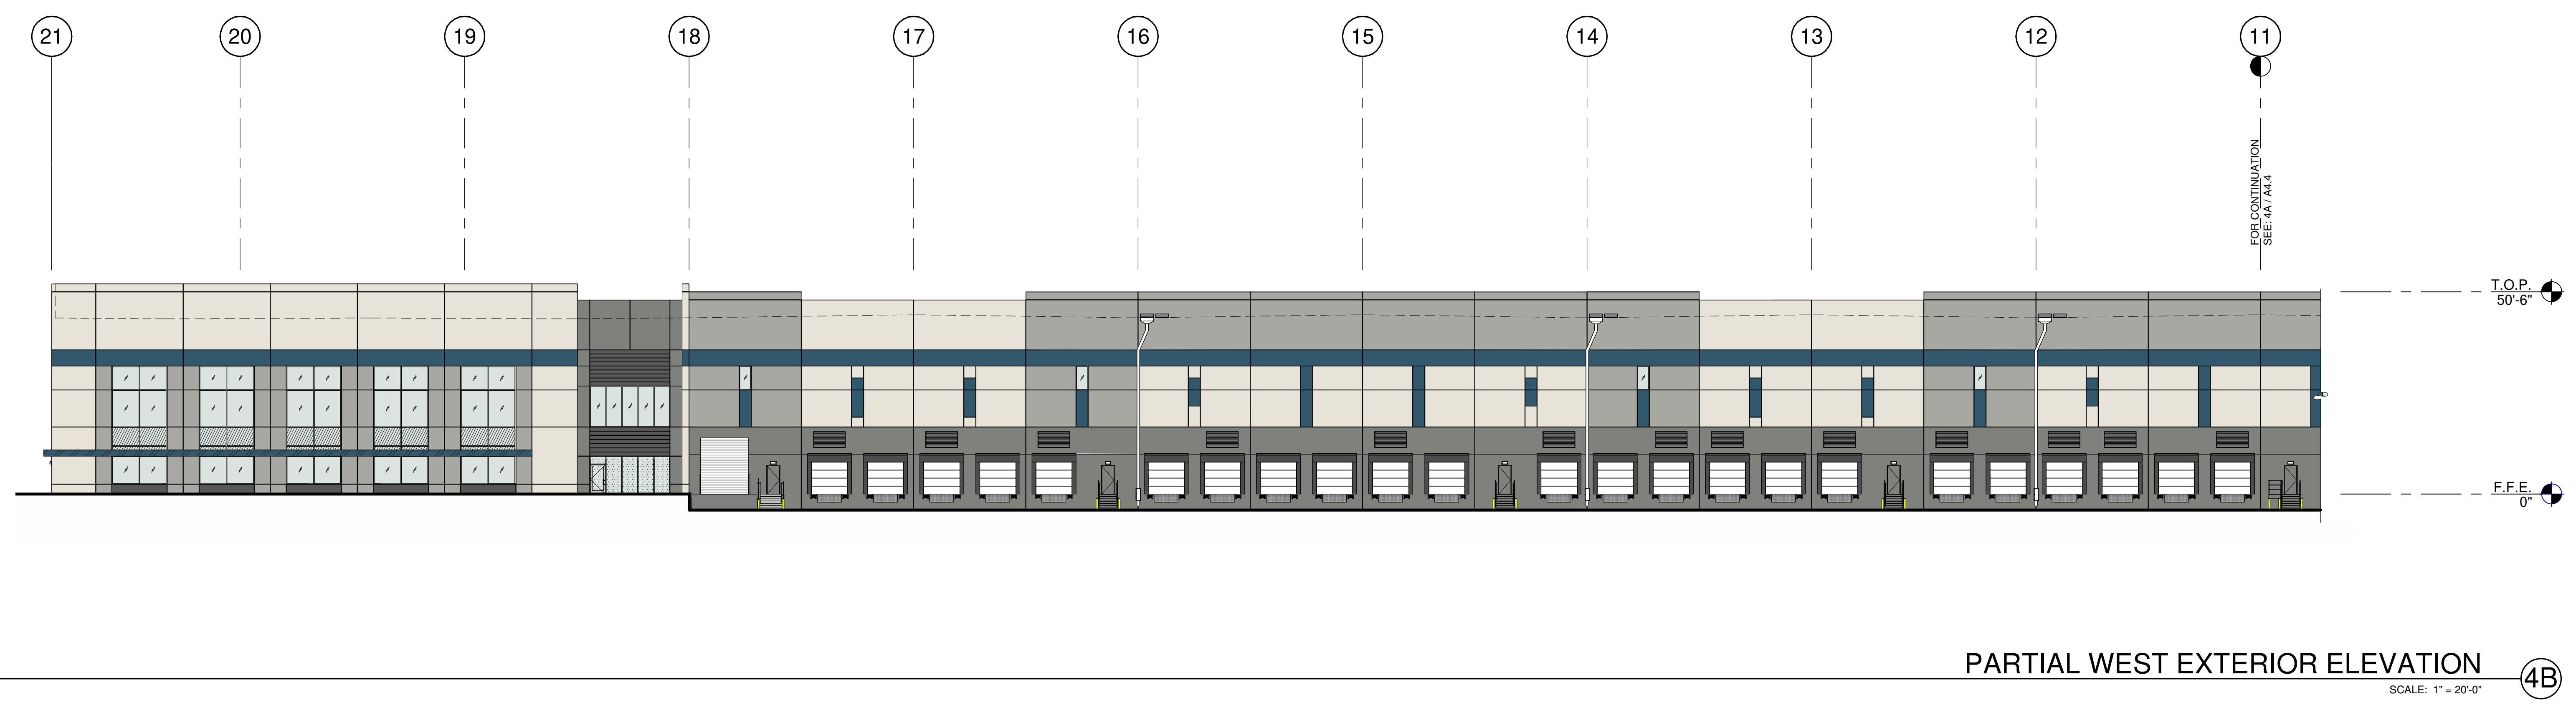 21 20 19 18 17 16 15 14 13 12 11
FOR CONTINUATION
SEE: 4A / A4.4
T.O.P.
50'-6"
F.F.E.
0"
PARTIAL WEST EXTERIOR ELEVATION
4B
SCALE: 1" = 20'-0"